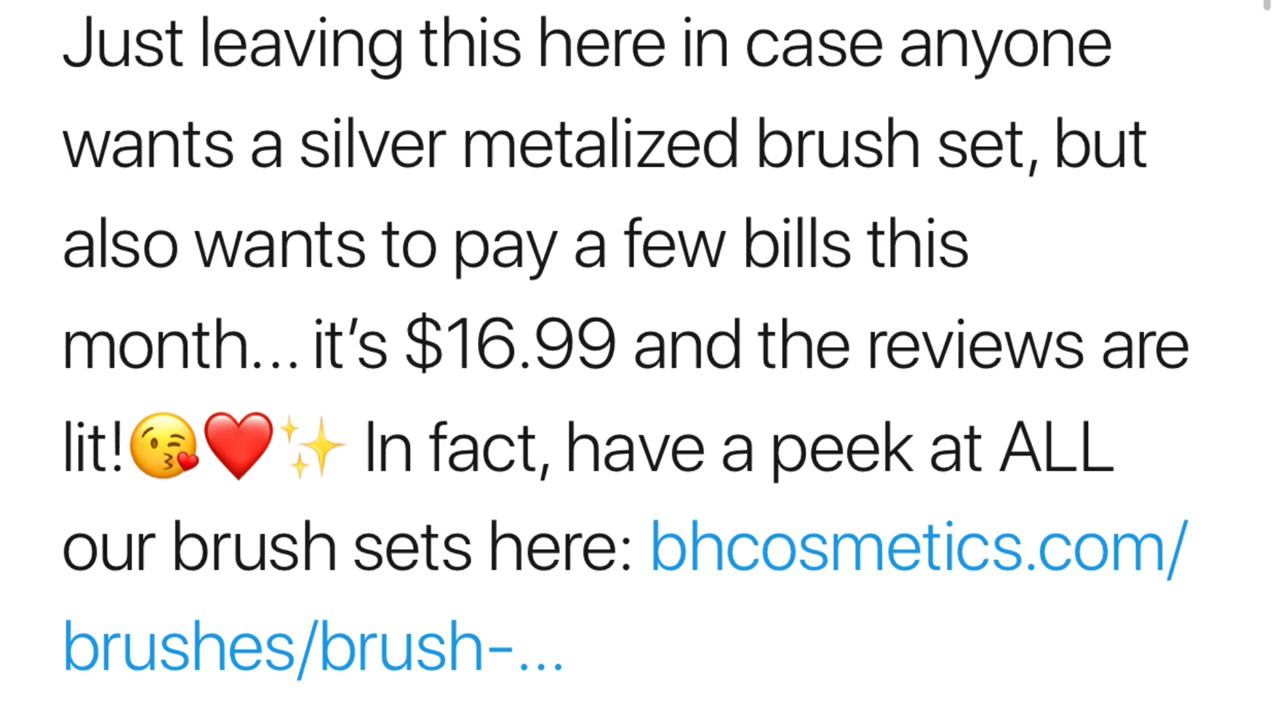 Just leaving this here in case anyone
wants a silver metalized brush set, but
also wants to pay a few bills this
month... it’s $16.99 and the reviews are
lit!😘❤️✨ In fact, have a peek at ALL
our brush sets here: bhcosmetics.com/
brushes/brush-...